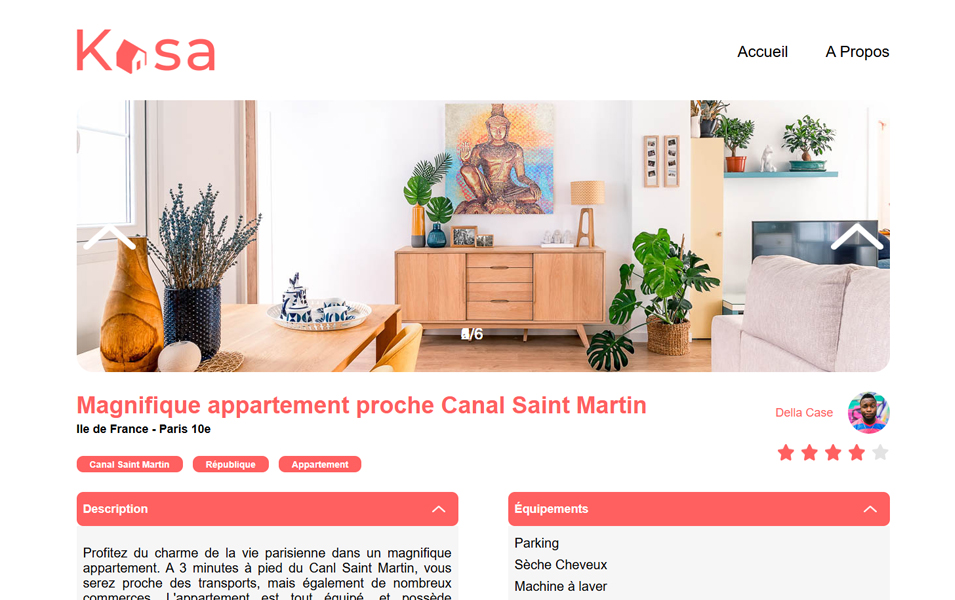 Kasa
Accueil
A Propos
/6
Magnifique appartement proche Canal Saint Martin
Ile de France - Paris 10e
Della Case
Canal Saint Martin
République
Appartement
Description
Équipements
Profitez du charme de la vie parisienne dans un magnifique
appartement. A 3 minutes à pied du Canl Saint Martin, vous
serez proche des transports, mais également de nombreux
commerces. L'appartement est tout équipé, et possède
Parking
Sèche Cheveux
Machine à laver